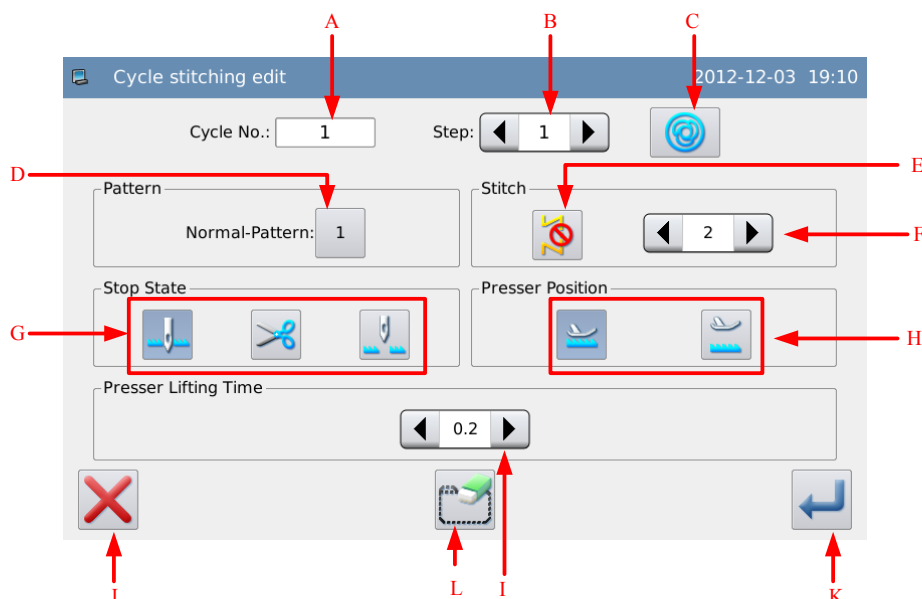 A
B
C
Cycle stitching edit 2012-12-03 19:10
Cycle No.: 1 Step: 1
D
E
Pattern
Stitch
Normal-Pattern: 1
2
F
Stop State
Presser Position
G
H
Presser Lifting Time
0.2
J
L
I
K